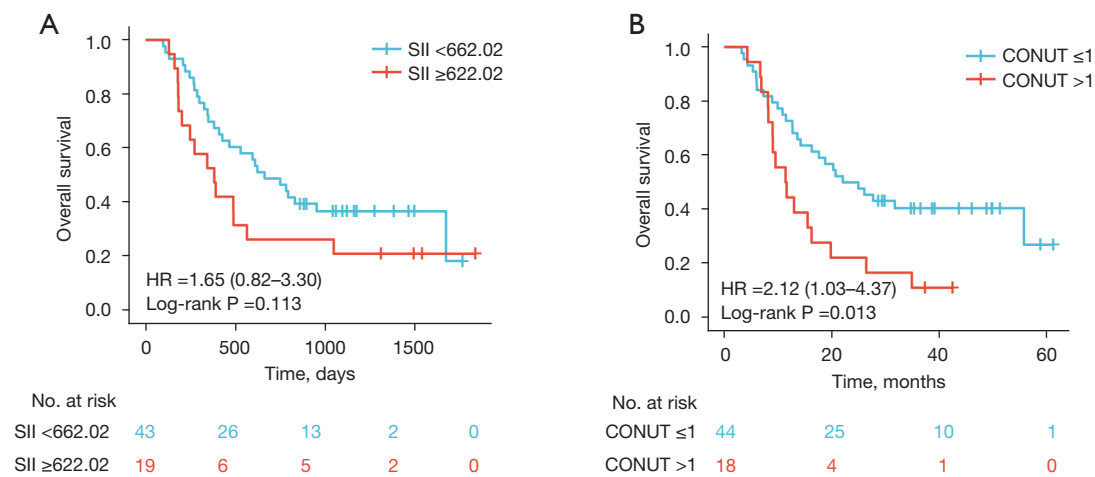 A
SII <662.02
SII ≥622.02
1.0
0.8
0.6
0.4
0.2
0.0
Overall survival
HR =1.65 (0.82–3.30)
Log-rank P =0.113
0 500 1000 1500
Time, days
No. at risk
SII <662.02 43 26 13 2 0
SII ≥622.02 19 6 5 2 0
B
CONUT ≤1
CONUT >1
1.0
0.8
0.6
0.4
0.2
0.0
Overall survival
HR =2.12 (1.03–4.37)
Log-rank P =0.013
0 20 40 60
Time, months
No. at risk
CONUT ≤1 44 25 10 1
CONUT >1 18 4 1 0